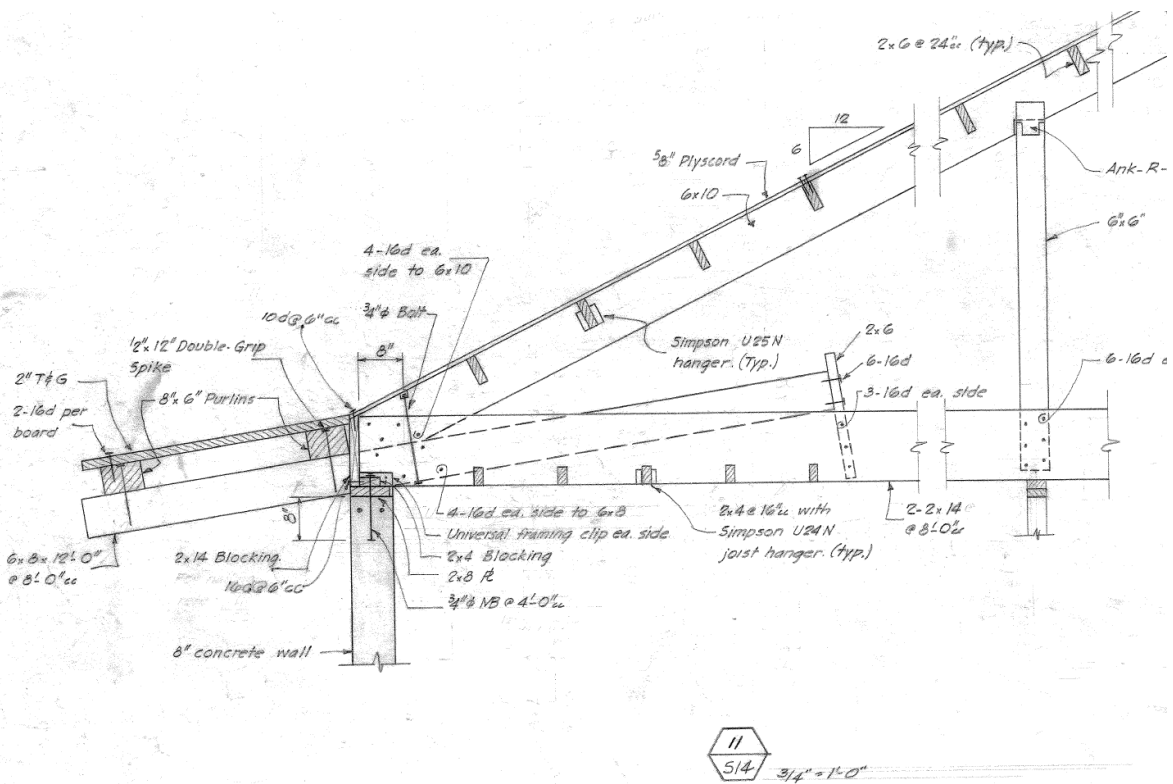 2x6 @ 24"cc (typ.)
12
6
5/8" Plyscord
6x10
Ank-R-
6"x6"
4-16d ea.
side to 6x10
3/4"ϕ Bolt
10d@6"cc
8"
1/2"x 12" Double-Grip
Spike
2" T&G
8"x 6" Purlins
2-16d per
board
Simpson U25N
hanger. (Typ.)
2x6
6-16d
3-16d ea. side
6-16d
8"
4-16d ea. side to 6x8
Universal framing clip ea. side
2x4 Blocking
2x8 PL
3/4"ϕ MB @ 4'-0"cc
2x4 @ 16"cc with
Simpson U24N
joist hanger. (typ.)
2-2x14
@ 8'-0"cc
6x8x12'-0"
@ 8'-0"cc
2x14 Blocking
16d@6"cc
8" concrete wall
11
S14
3/4" = 1'-0"